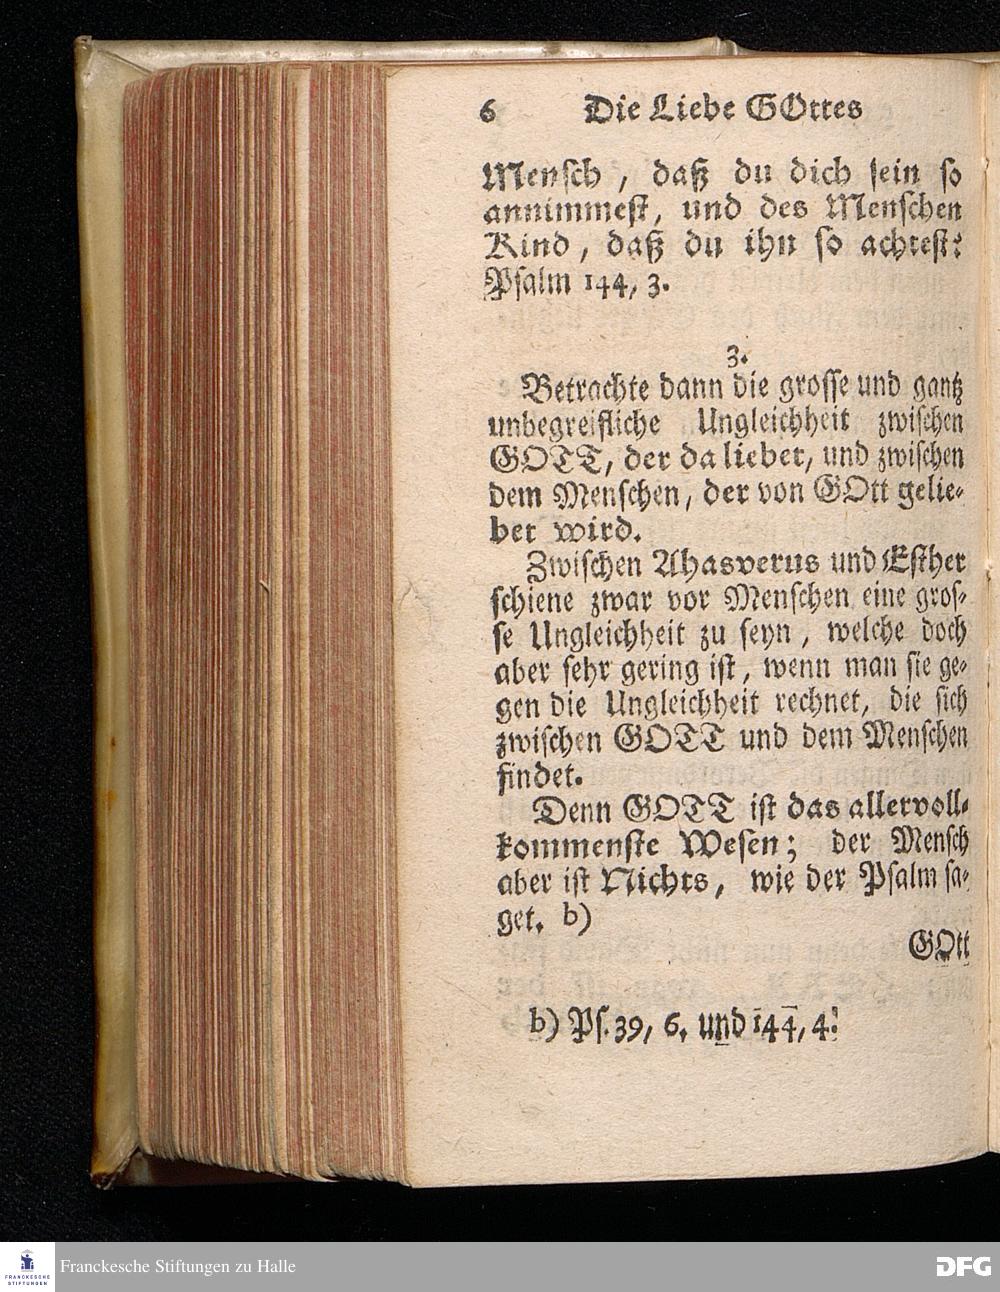 6 Die Liebe GOttes
Mensch, daß du dich sein so
annimmest, und des Menschen
Kind, daß du ihn so achtest?
Psalm 144, 3.
3.
Betrachte dann die grosse und gantz
unbegreifliche Ungleichheit zwischen
GOTT, der da liebet, und zwischen
dem Menschen, der von GOtt gelie-
bet wird.
Zwischen Ahasverus und Esther
schiene zwar vor Menschen eine gros-
se Ungleichheit zu seyn, welche doch
aber sehr gering ist, wenn man sie ge-
gen die Ungleichheit rechnet, die sich
zwischen GOTT und dem Menschen
findet.
Denn GOTT ist das allervoll-
kommenste Wesen; der Mensch
aber ist Nichts, wie der Psalm sa-
get. b)
GOtt
b) Ps. 39, 6. und 144, 4.
FRANCKESCHE
STIFTUNGEN
Franckesche Stiftungen zu Halle
DFG